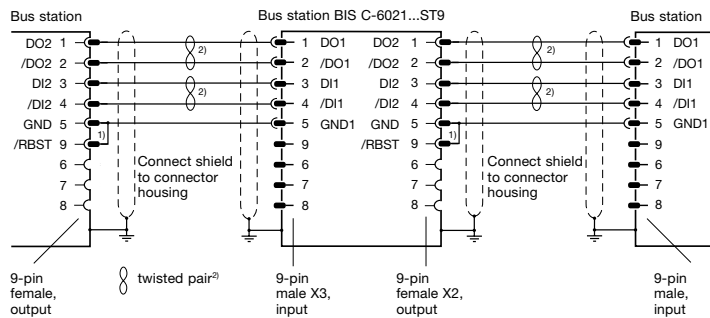 Bus station Bus station BIS C-6021...ST9 Bus station
DO2 1 2) 1 DO1 DO2 1 2) 1 DO1
/DO2 2 2 /DO1 /DO2 2 2 /DO1
DI2 3 2) 3 DI1 DI2 3 2) 3 DI1
/DI2 4 4 /DI1 /DI2 4 4 /DI1
GND 5 5 GND1 GND 5 5 GND1
/RBST 9 1) 9 /RBST 9 1) 9
6 Connect shield 6 6 Connect shield 6
7 to connector 7 7 to connector 7
8 housing 8 8 housing 8
9-pin twisted pair2) 9-pin 9-pin 9-pin
female, male X3, female X2, male,
output input output input